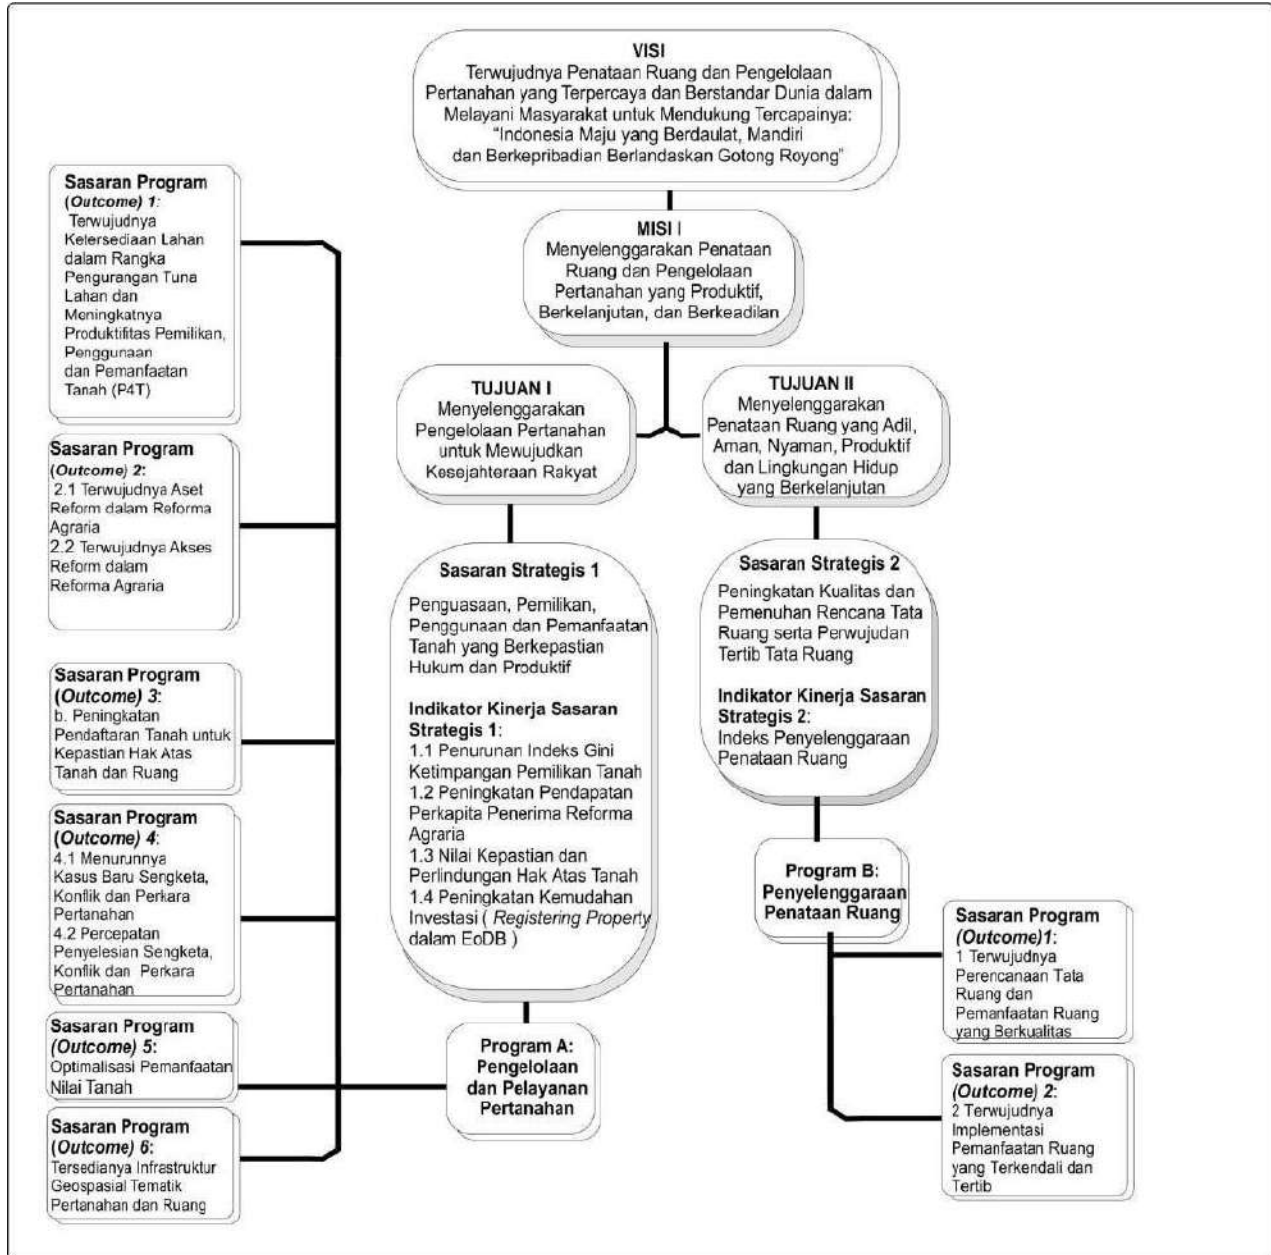 VISI
Terwujudnya Penataan Ruang dan Pengelolaan
Pertanahan yang Terpercaya dan Berstandar Dunia dalam
Melayani Masyarakat untuk Mendukung Tercapainya:
“Indonesia Maju yang Berdaulat, Mandiri
dan Berkepribadian Berlandaskan Gotong Royong”
MISI I
Menyelenggarakan Penataan
Ruang dan Pengelolaan
Pertanahan yang Produktif,
Berkelanjutan, dan Berkeadilan
TUJUAN I
Menyelenggarakan
Pengelolaan Pertanahan
untuk Mewujudkan
Kesejahteraan Rakyat
TUJUAN II
Menyelenggarakan
Penataan Ruang yang Adil,
Aman, Nyaman, Produktif
dan Lingkungan Hidup
yang Berkelanjutan
Sasaran Strategis 1
Penguasaan, Pemilikan,
Penggunaan dan Pemanfaatan
Tanah yang Berkepastian
Hukum dan Produktif
Indikator Kinerja Sasaran
Strategis 1:
1.1 Penurunan Indeks Gini
Ketimpangan Pemilikan Tanah
1.2 Peningkatan Pendapatan
Perkapita Penerima Reforma
Agraria
1.3 Nilai Kepastian dan
Perlindungan Hak Atas Tanah
1.4 Peningkatan Kemudahan
Investasi ( Registering Property
dalam EoDB )
Sasaran Strategis 2
Peningkatan Kualitas dan
Pemenuhan Rencana Tata
Ruang serta Perwujudan
Tertib Tata Ruang
Indikator Kinerja Sasaran
Strategis 2:
Indeks Penyelenggaraan
Penataan Ruang
Program A:
Pengelolaan
dan Pelayanan
Pertanahan
Program B:
Penyelenggaraan
Penataan Ruang
Sasaran Program
(Outcome) 1:
Terwujudnya
Ketersediaan Lahan
dalam Rangka
Pengurangan Tuna
Lahan dan
Meningkatnya
Produktifitas Pemilikan,
Penggunaan
dan Pemanfaatan
Tanah (P4T)
Sasaran Program
(Outcome) 2:
2.1 Terwujudnya Aset
Reform dalam Reforma
Agraria
2.2 Terwujudnya Akses
Reform dalam
Reforma Agraria
Sasaran Program
(Outcome) 3:
b. Peningkatan
Pendaftaran Tanah untuk
Kepastian Hak Atas
Tanah dan Ruang
Sasaran Program
(Outcome) 4:
4.1 Menurunnya
Kasus Baru Sengketa,
Konflik dan Perkara
Pertanahan
4.2 Percepatan
Penyelesian Sengketa,
Konflik dan Perkara
Pertanahan
Sasaran Program
(Outcome) 5:
Optimalisasi Pemanfaatan
Nilai Tanah
Sasaran Program
(Outcome) 6:
Tersedianya Infrastruktur
Geospasial Tematik
Pertanahan dan Ruang
Sasaran Program
(Outcome)1:
1 Terwujudnya
Perencanaan Tata
Ruang dan
Pemanfaatan Ruang
yang Berkualitas
Sasaran Program
(Outcome) 2:
2 Terwujudnya
Implementasi
Pemanfaatan Ruang
yang Terkendali dan
Tertib